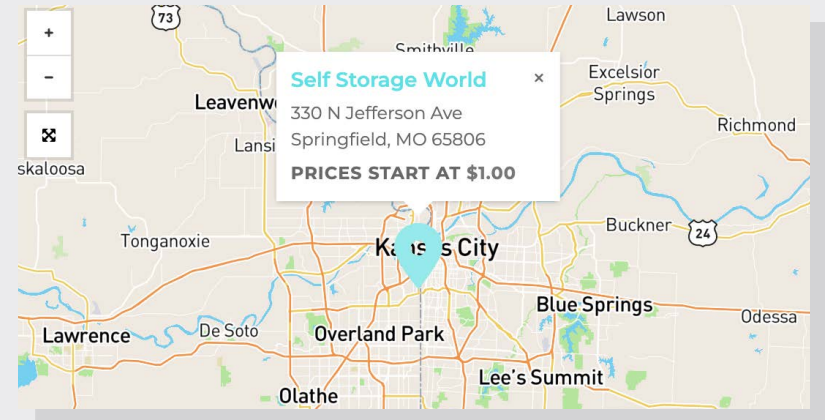 73
Lawson
+
Smithville
-
Self Storage World ×
Excelsior
Springs
330 N Jefferson Ave
Springfield, MO 65806
PRICES START AT $1.00
Leavenw
Lansi
Richmond
skaloosa
Tonganoxie
Kansas City
Buckner
24
Blue Springs
Odessa
Lawrence
De Soto
Overland Park
Lee's Summit
Olathe